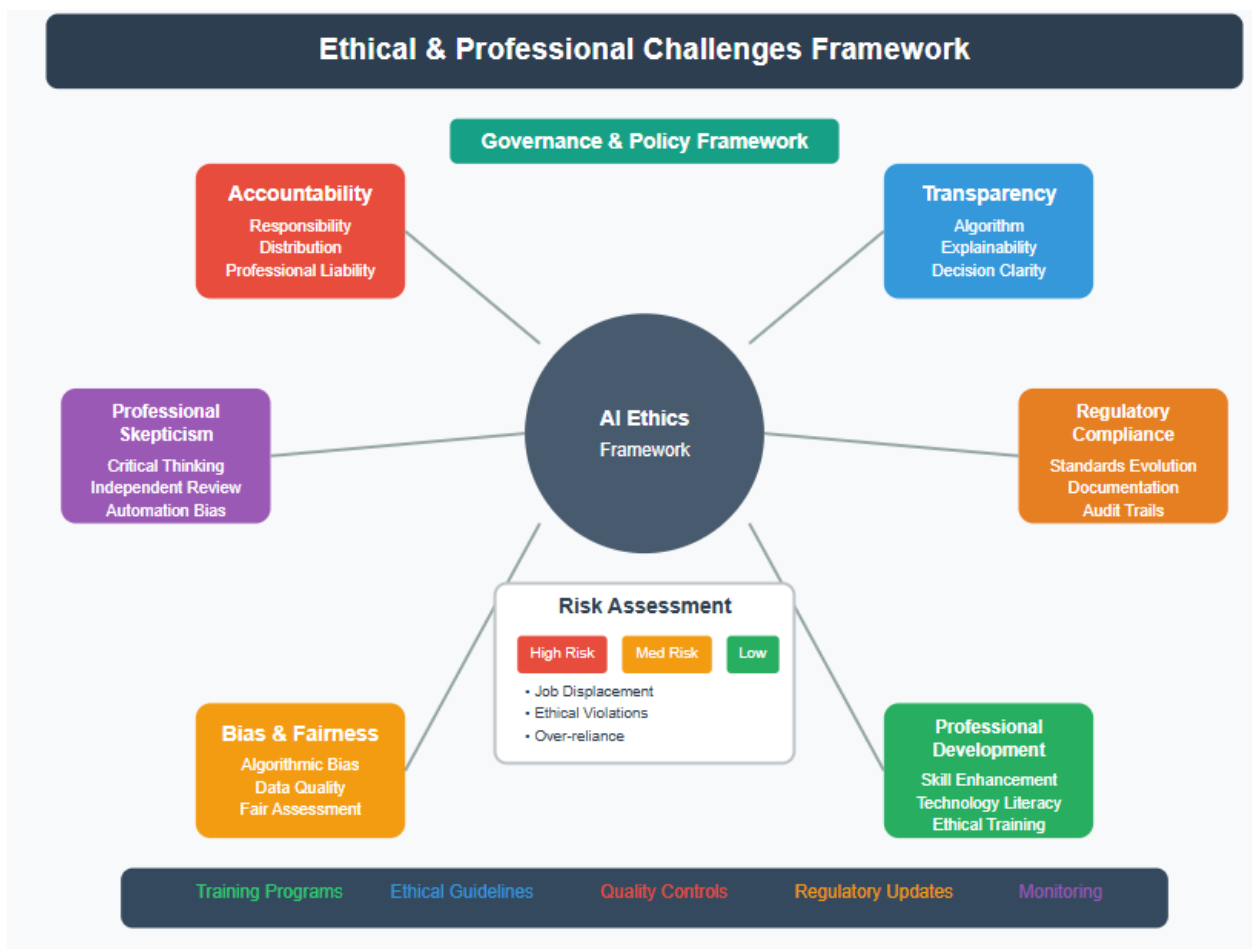 Ethical & Professional Challenges Framework
Governance & Policy Framework
Accountability
Responsibility
Distribution
Professional Liability
Transparency
Algorithm
Explainability
Decision Clarity
Professional
Skepticism
Critical Thinking
Independent Review
Automation Bias
AI Ethics
Framework
Regulatory
Compliance
Standards Evolution
Documentation
Audit Trails
Risk Assessment
High Risk Med Risk Low
• Job Displacement
• Ethical Violations
• Over-reliance
Bias & Fairness
Algorithmic Bias
Data Quality
Fair Assessment
Professional
Development
Skill Enhancement
Technology Literacy
Ethical Training
Training Programs Ethical Guidelines Quality Controls Regulatory Updates Monitoring